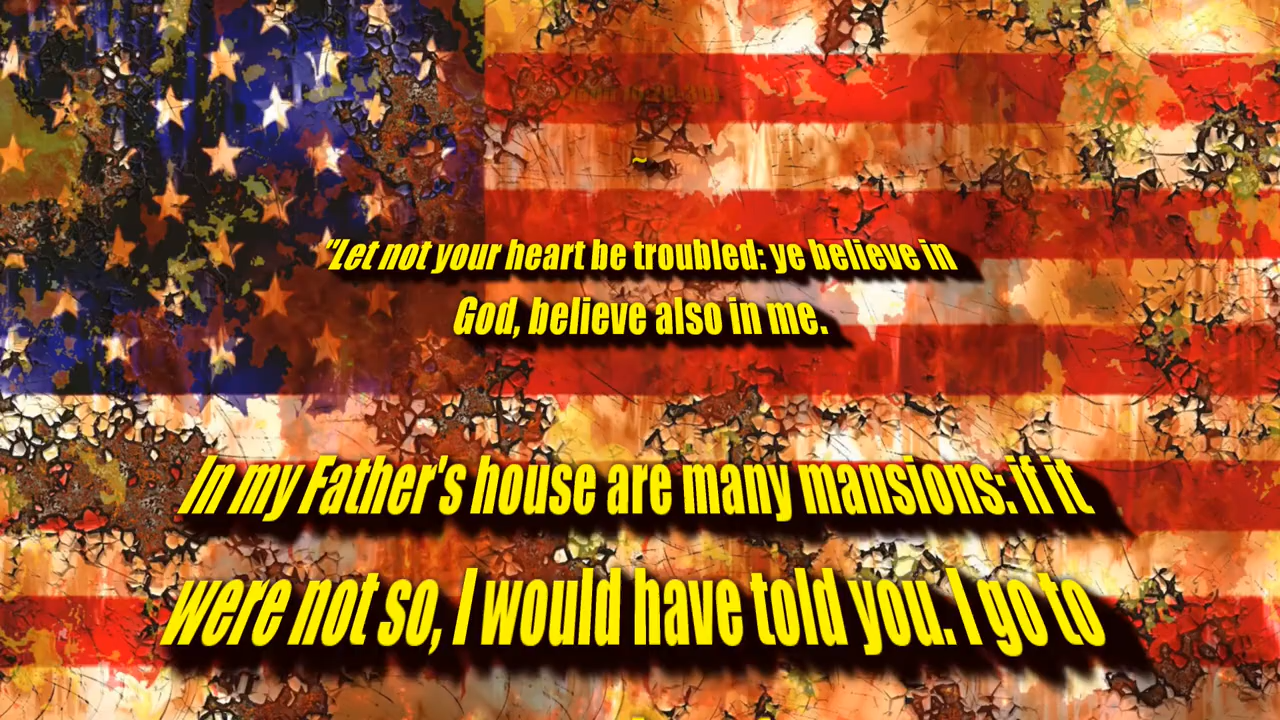 ~
"Let not your heart be troubled: ye believe in
God, believe also in me.
In my Father's house are many mansions: if it
were not so, I would have told you. I go to